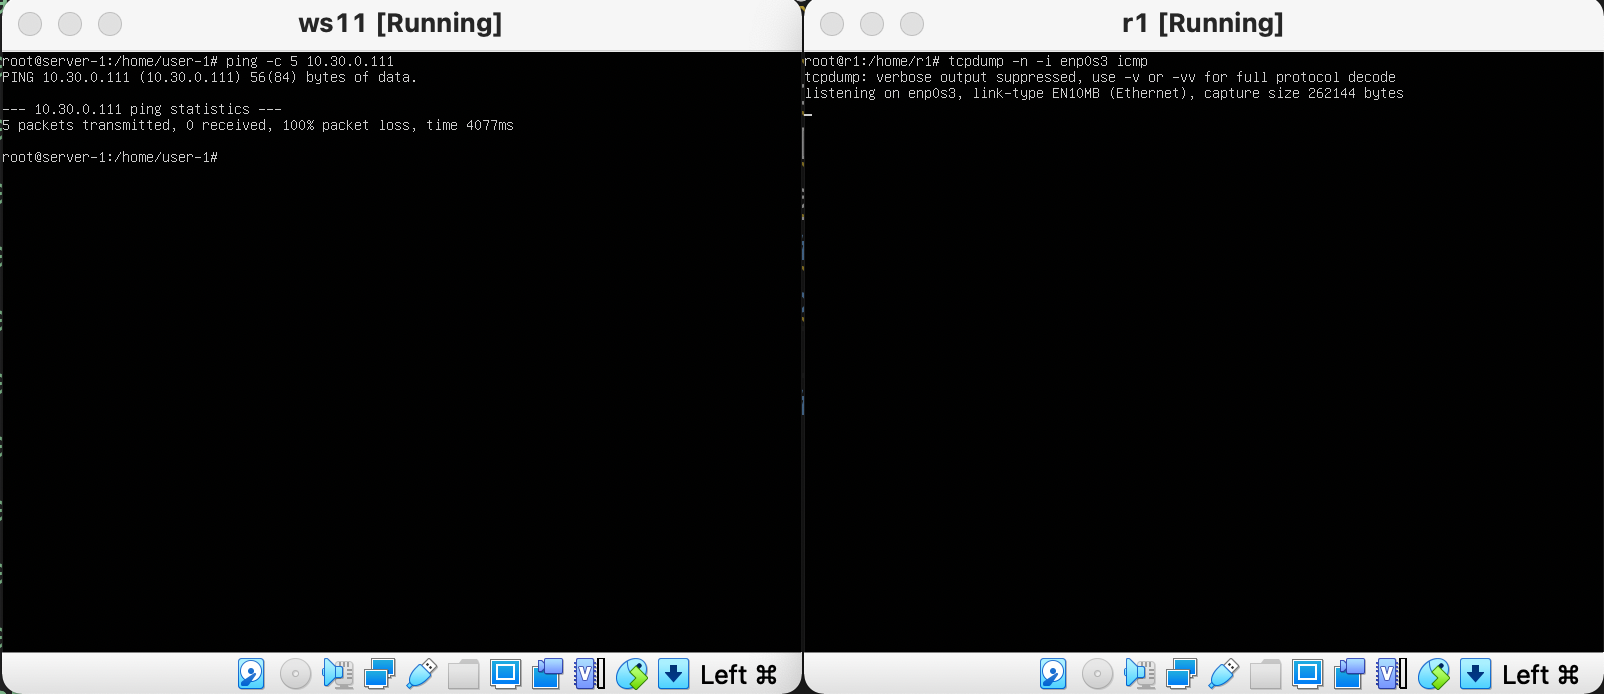 ws11 [Running]
root@server-1:/home/user-1# ping -c 5 10.30.0.111
PING 10.30.0.111 (10.30.0.111) 56(84) bytes of data.
--- 10.30.0.111 ping statistics ---
5 packets transmitted, 0 received, 100% packet loss, time 4077ms
root@server-1:/home/user-1#
Left ⌘
r1 [Running]
root@r1:/home/r1# tcpdump -n -i enp0s3 icmp
tcpdump: verbose output suppressed, use -v or -vv for full protocol decode
listening on enp0s3, link-type EN10MB (Ethernet), capture size 262144 bytes
Left ⌘